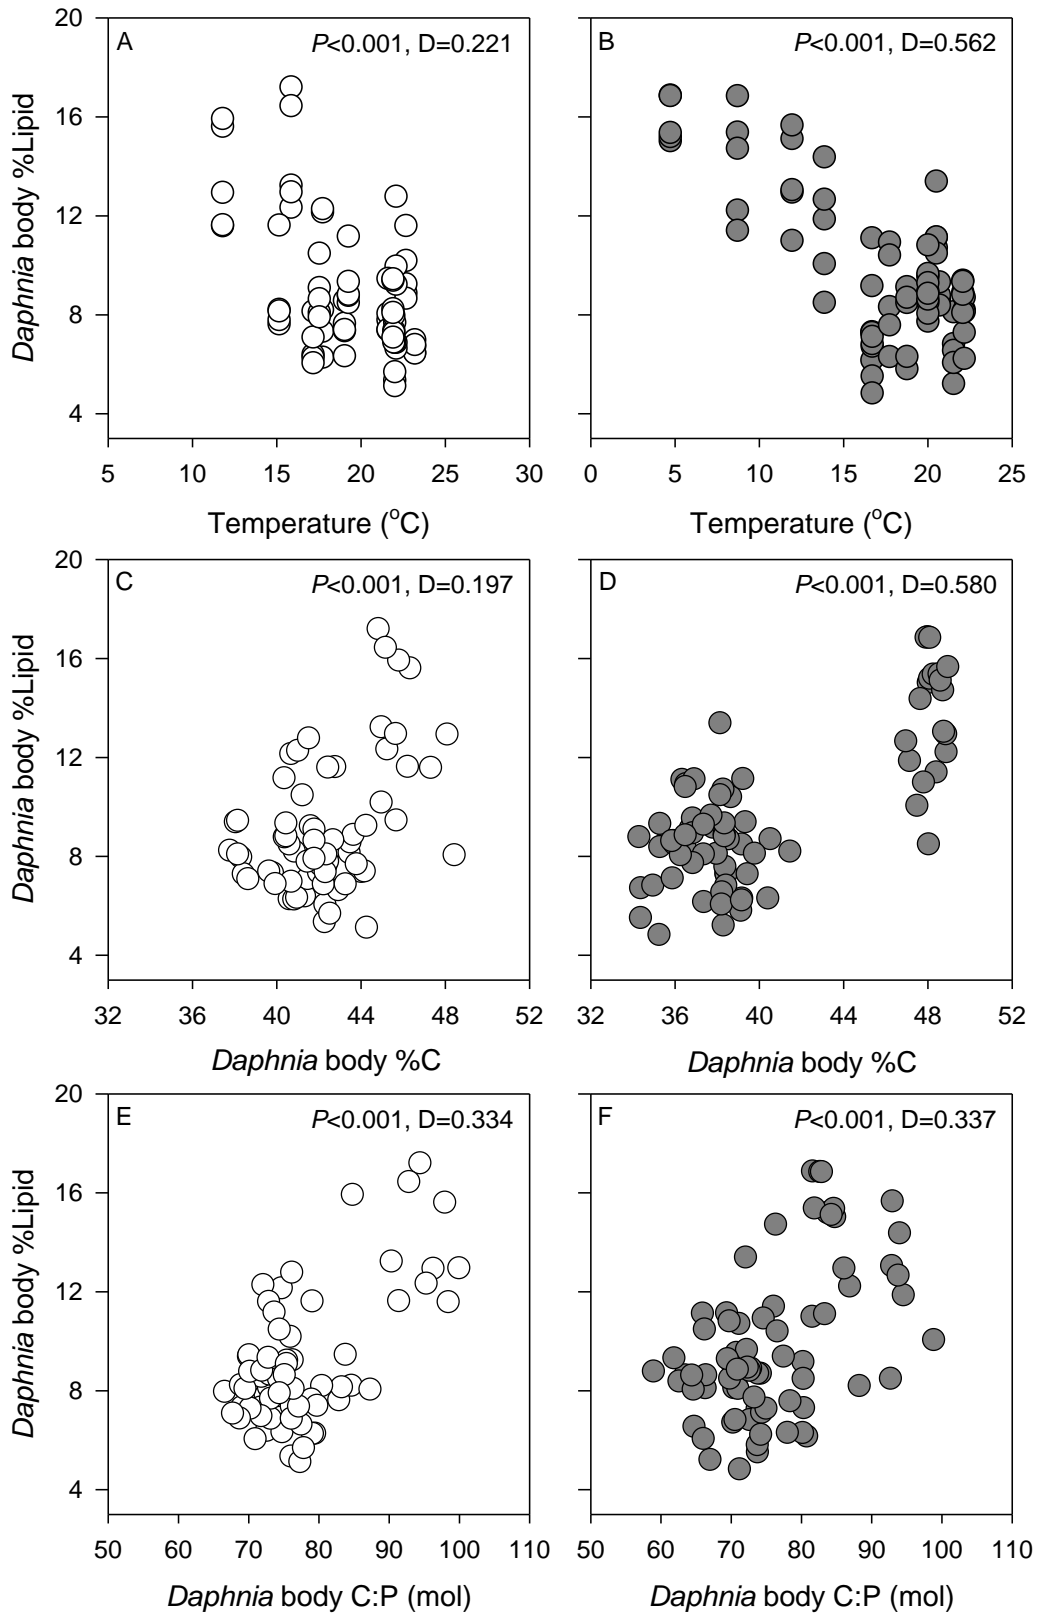 20
A
P<0.001, D=0.221
B
P<0.001, D=0.562
16
12
8
4
Daphnia body %Lipid
5 10 15 20 25 30
0 5 10 15 20 25
Temperature (°C)
Temperature (°C)
20
C
P<0.001, D=0.197
D
P<0.001, D=0.580
16
12
8
4
Daphnia body %Lipid
32 36 40 44 48 52
32 36 40 44 48 52
Daphnia body %C
Daphnia body %C
20
E
P<0.001, D=0.334
F
P<0.001, D=0.337
16
12
8
4
Daphnia body %Lipid
50 60 70 80 90 100 110
50 60 70 80 90 100 110
Daphnia body C:P (mol)
Daphnia body C:P (mol)